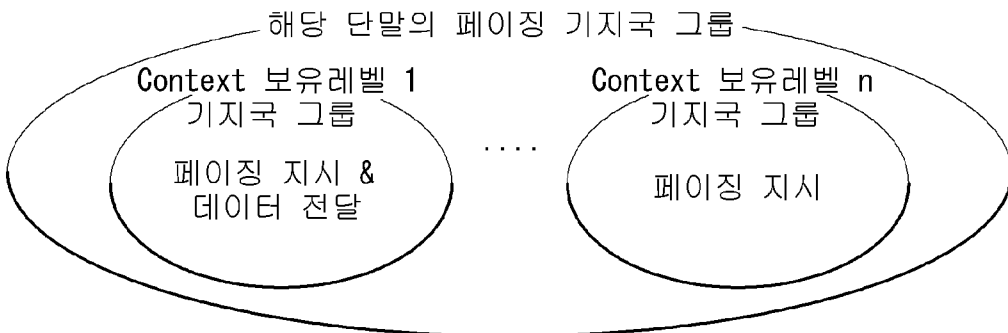 해당 단말의 페이징 기지국 그룹
Context 보유레벨 1
기지국 그룹
페이징 지시 &
데이터 전달
....
Context 보유레벨 n
기지국 그룹
페이징 지시